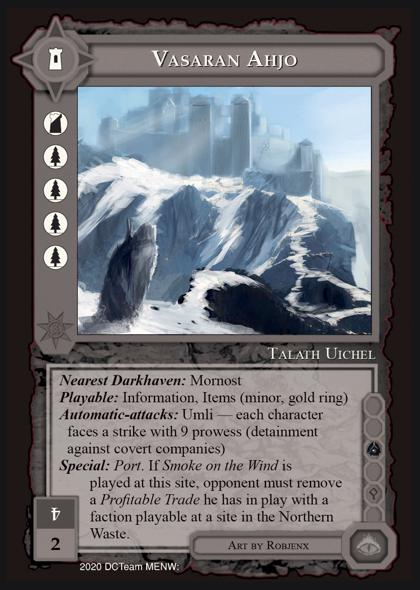 Vasaran Ahjo
Talath Uichel
Nearest Darkhaven: Mornost
Playable: Information, Items (minor, gold ring)
Automatic-attacks: Umli — each character
faces a strike with 9 prowess (detainment
against covert companies)
Special: Port. If Smoke on the Wind is
played at this site, opponent must remove
a Profitable Trade he has in play with a
faction playable at a site in the Northern
Waste.
2
Art by Robjenx
2020 DCTeam MENW: